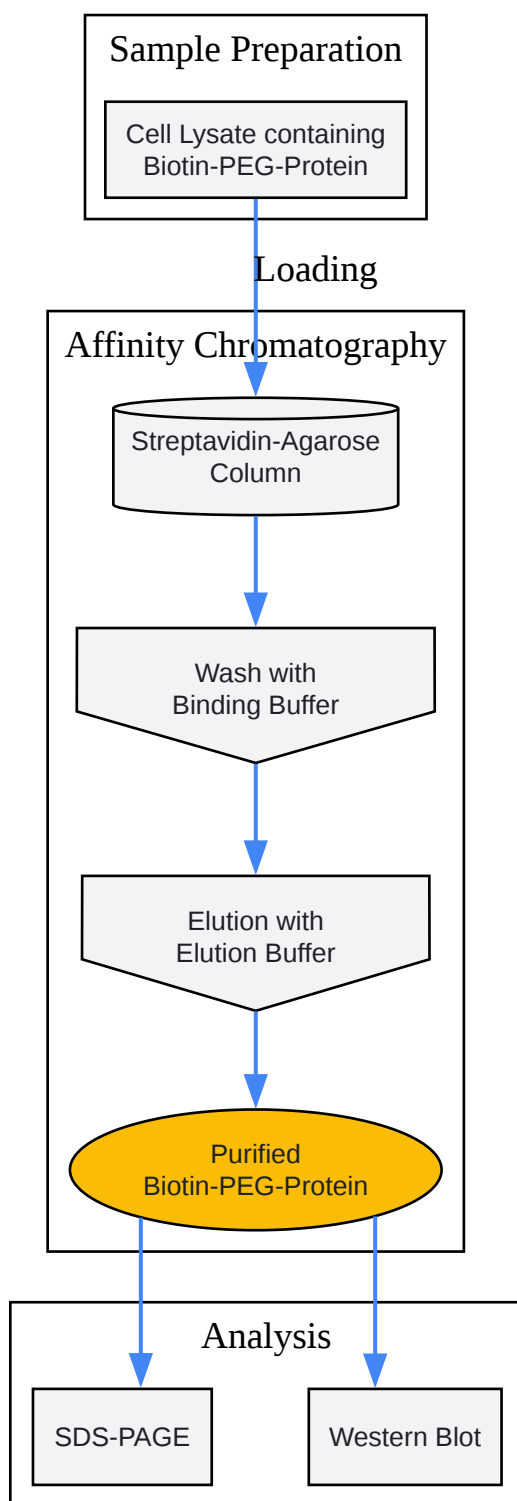 Sample Preparation
Cell Lysate containing
Biotin-PEG-Protein
Loading
Affinity Chromatography
Streptavidin-Agarose
Column
Wash with
Binding Buffer
Elution with
Elution Buffer
Purified
Biotin-PEG-Protein
Analysis
SDS-PAGE
Western Blot